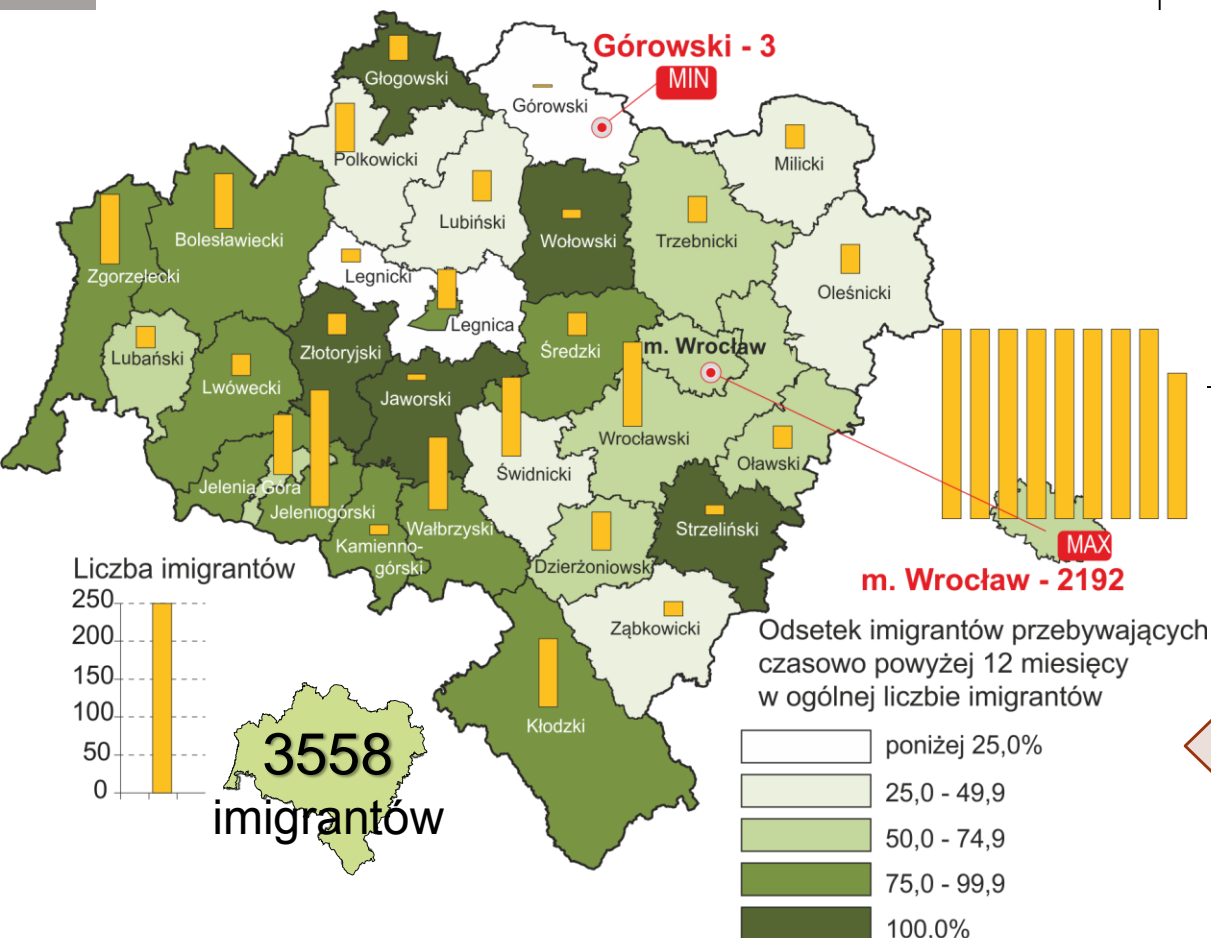 Górowski - 3
MIN
Głogowski
Górowski
Polkowicki
Milicki
Lubiński
Bolesławiecki
Wołowski
Trzebnicki
Zgorzelecki
Legnicki
Oleśnicki
Legnica
Lubański
Złotoryjski
Średzki
m. Wrocław
Lwówecki
Jaworski
Wrocławski
Świdnicki
Oławski
Jelenia Góra
Jeleniogórski
Wałbrzyski
Strzeliński
Kamienno-
górski
Dzierżoniowski
MAX
m. Wrocław - 2192
Ząbkowicki
Kłodzki
Liczba imigrantów
250
200
150
100
50
0
3558
imigrantów
Odsetek imigrantów przebywających
czasowo powyżej 12 miesięcy
w ogólnej liczbie imigrantów
poniżej 25,0%
25,0 - 49,9
50,0 - 74,9
75,0 - 99,9
100,0%